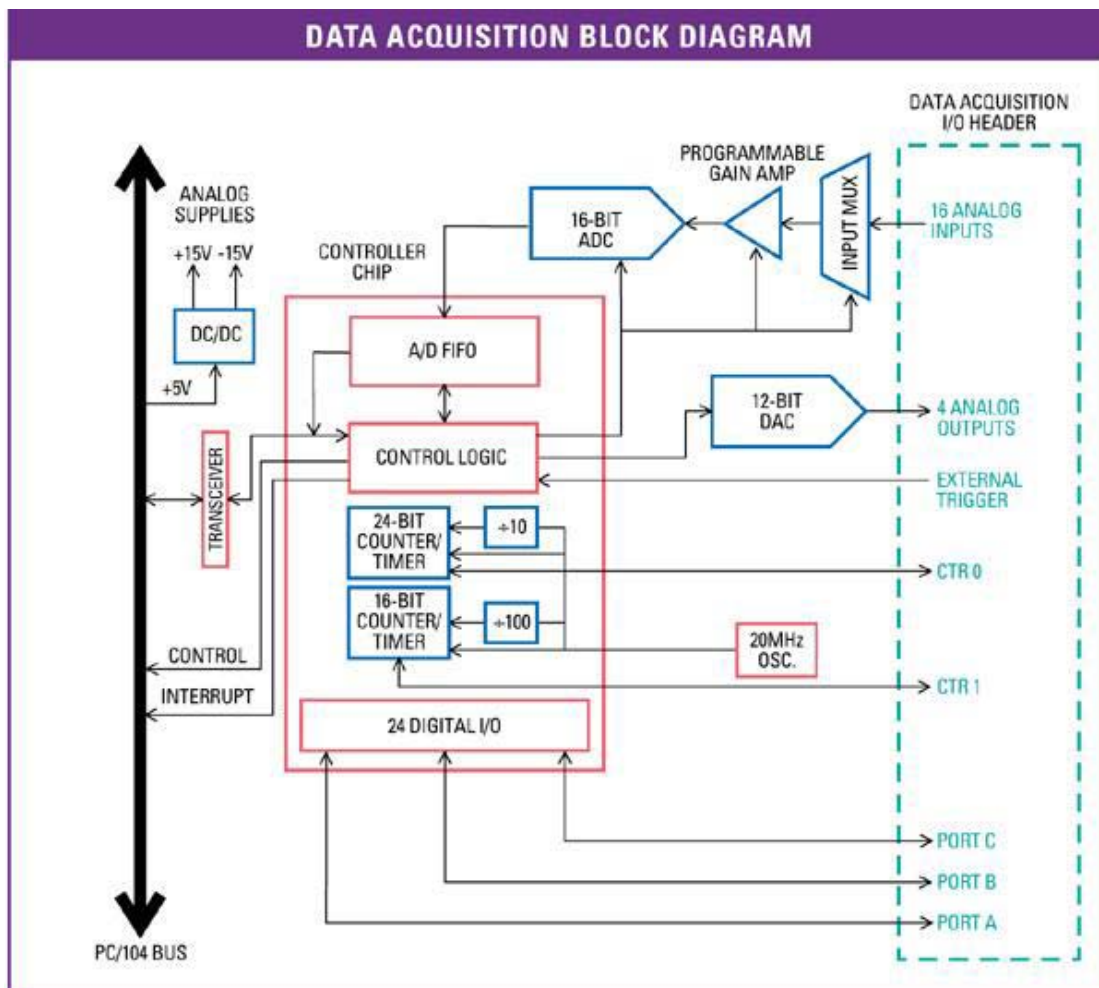 DATA ACQUISITION BLOCK DIAGRAM
DATA ACQUISITION
I/O HEADER
PROGRAMMABLE
GAIN AMP
ANALOG
SUPPLIES
+15V -15V
DC/DC
+5V
CONTROLLER
CHIP
16-BIT
ADC
INPUT MUX
16 ANALOG
INPUTS
A/D FIFO
12-BIT
DAC
4 ANALOG
OUTPUTS
CONTROL LOGIC
EXTERNAL
TRIGGER
TRANSCEIVER
24-BIT
COUNTER/
TIMER
÷10
CTR 0
16-BIT
COUNTER/
TIMER
÷100
20MHz
OSC.
CONTROL
INTERRUPT
CTR 1
24 DIGITAL I/O
PORT C
PORT B
PORT A
PC/104 BUS